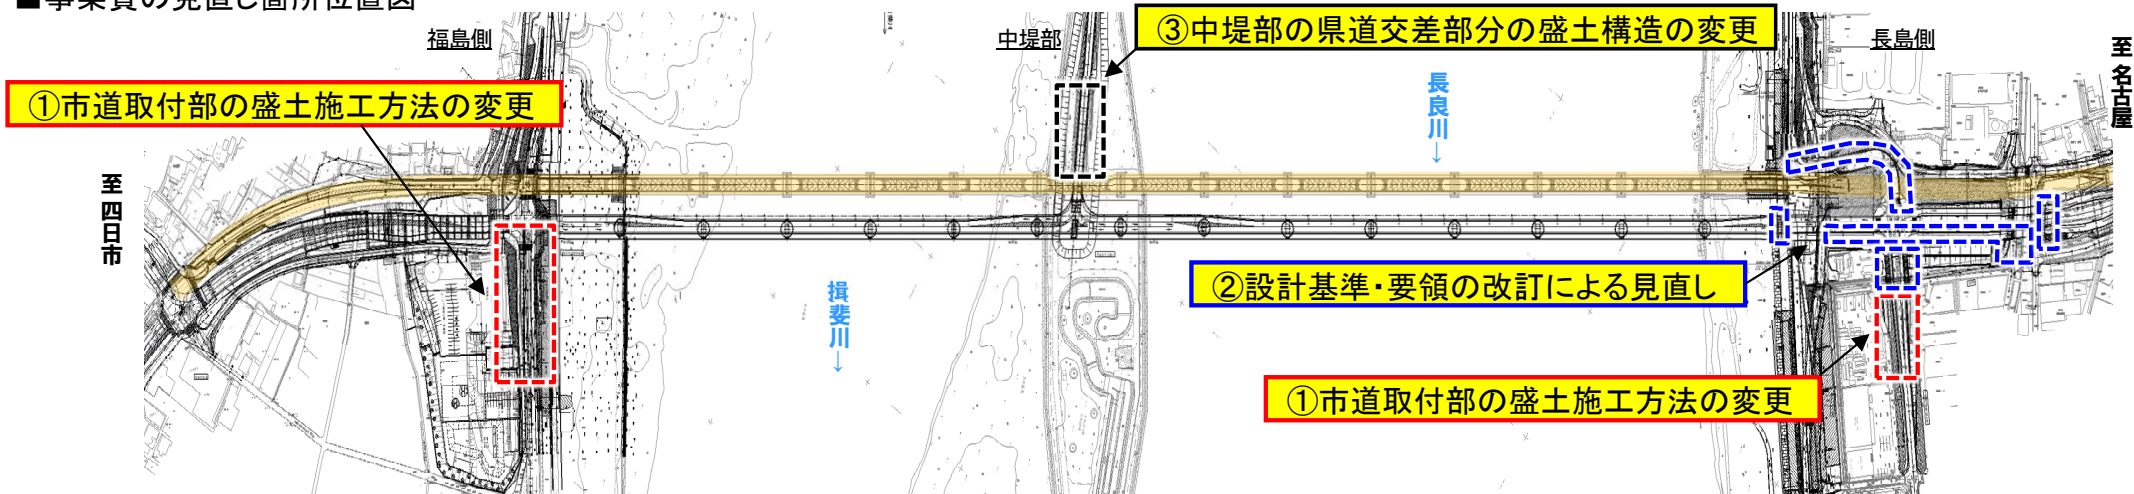 ■事業費の見直し箇所位置図
福島側
中堤部
③中堤部の県道交差部分の盛土構造の変更
長島側
至名古屋
①市道取付部の盛土施工方法の変更
長良川→
至四日市
揖斐川→
②設計基準・要領の改訂による見直し
①市道取付部の盛土施工方法の変更